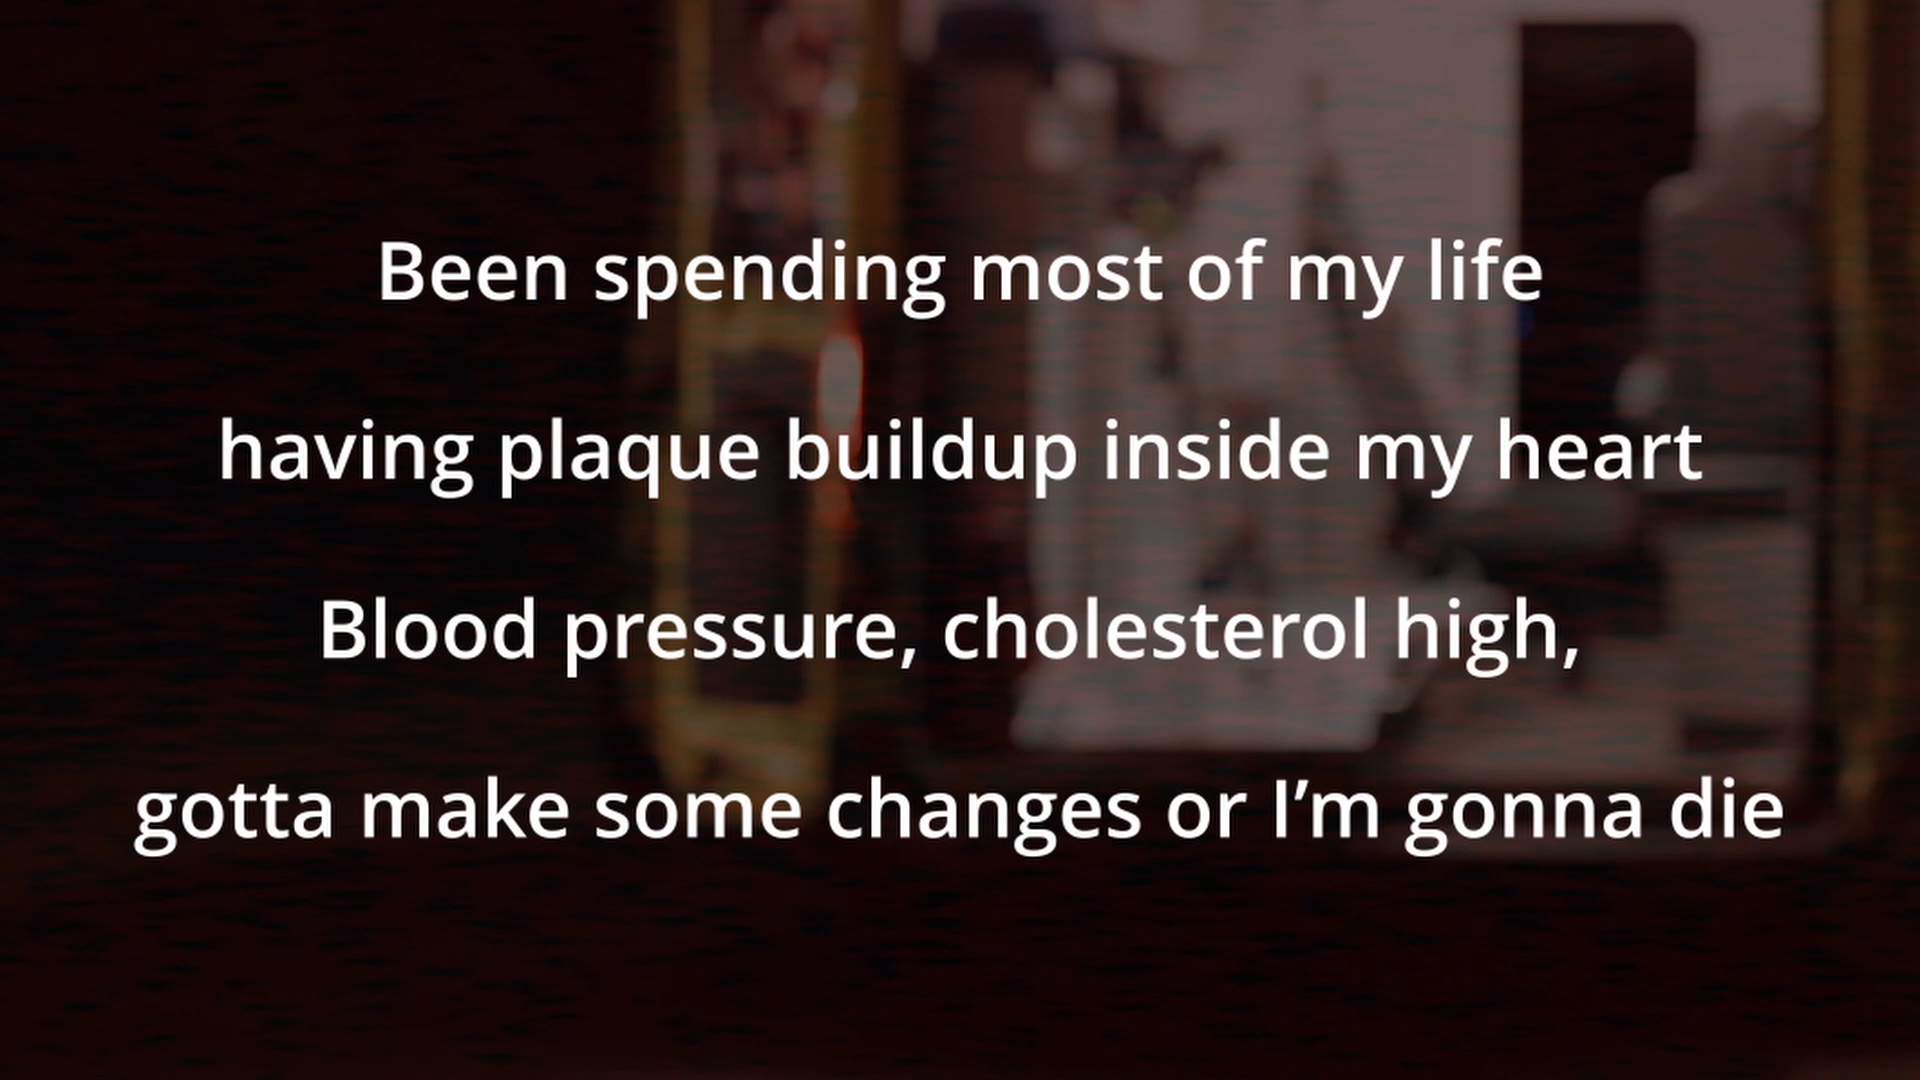 Been spending most of my life
having plaque buildup inside my heart
Blood pressure, cholesterol high,
gotta make some changes or I’m gonna die